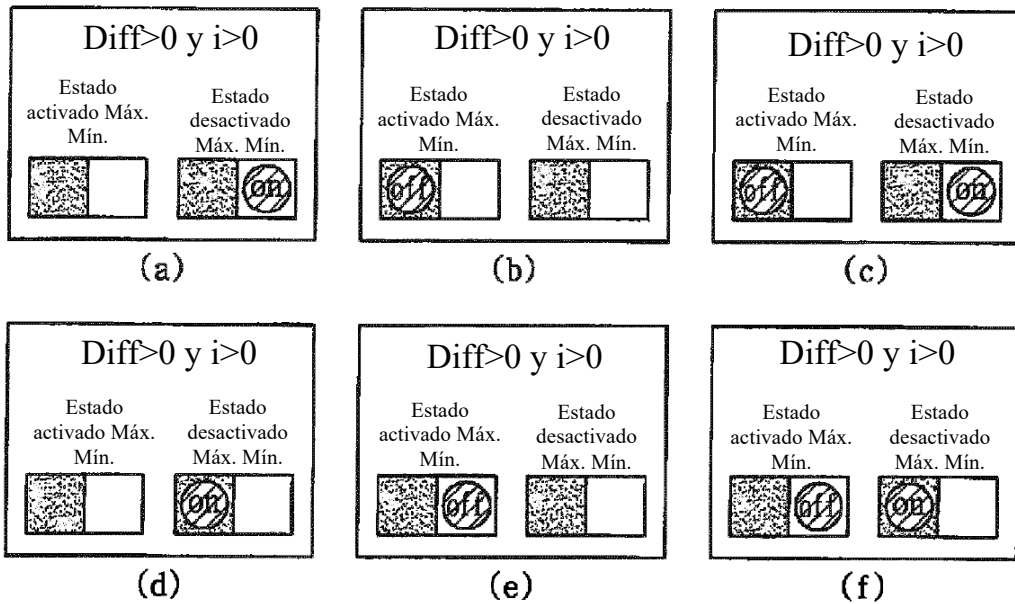 Diff>0 y i>0
Estado
activado Máx.
Mín.
Estado
desactivado
Máx. Mín.
on
(a)
Diff>0 y i>0
Estado
activado Máx.
Mín.
Estado
desactivado
Máx. Mín.
off
(b)
Diff>0 y i>0
Estado
activado Máx.
Mín.
Estado
desactivado
Máx. Mín.
off
on
(c)
Diff>0 y i>0
Estado
activado Máx.
Mín.
Estado
desactivado
Máx. Mín.
on
(d)
Diff>0 y i>0
Estado
activado Máx.
Mín.
Estado
desactivado
Máx. Mín.
off
(e)
Diff>0 y i>0
Estado
activado Máx.
Mín.
Estado
desactivado
Máx. Mín.
off
on
(f)